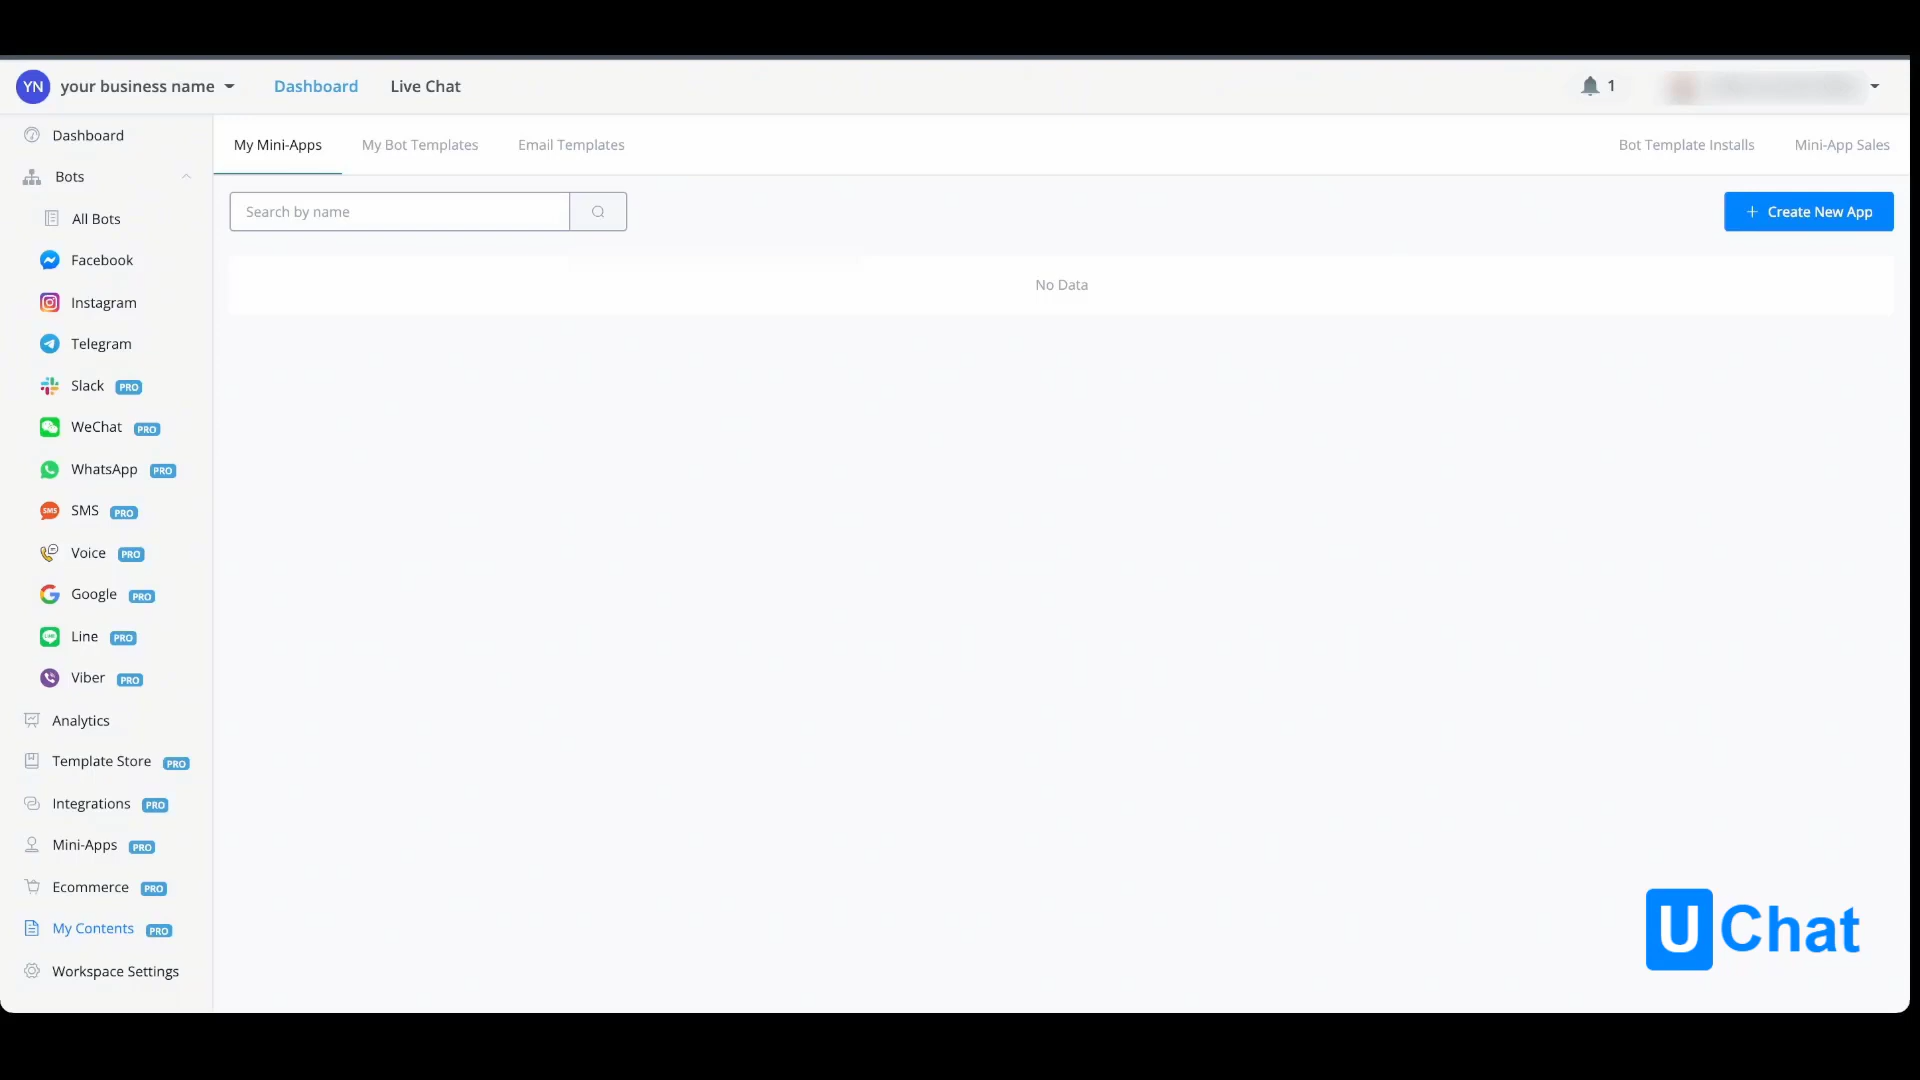 YN your business name Dashboard Live Chat 1
Dashboard
Bots
All Bots
Facebook
Instagram
Telegram
Slack PRO
WeChat PRO
WhatsApp PRO
SMS SMS PRO
Voice PRO
Google PRO
Line PRO
Viber PRO
Analytics
Template Store PRO
Integrations PRO
Mini-Apps PRO
Ecommerce PRO
My Contents PRO
Workspace Settings
My Mini-Apps My Bot Templates Email Templates Bot Template Installs Mini-App Sales
Search by name + Create New App
No Data
U Chat